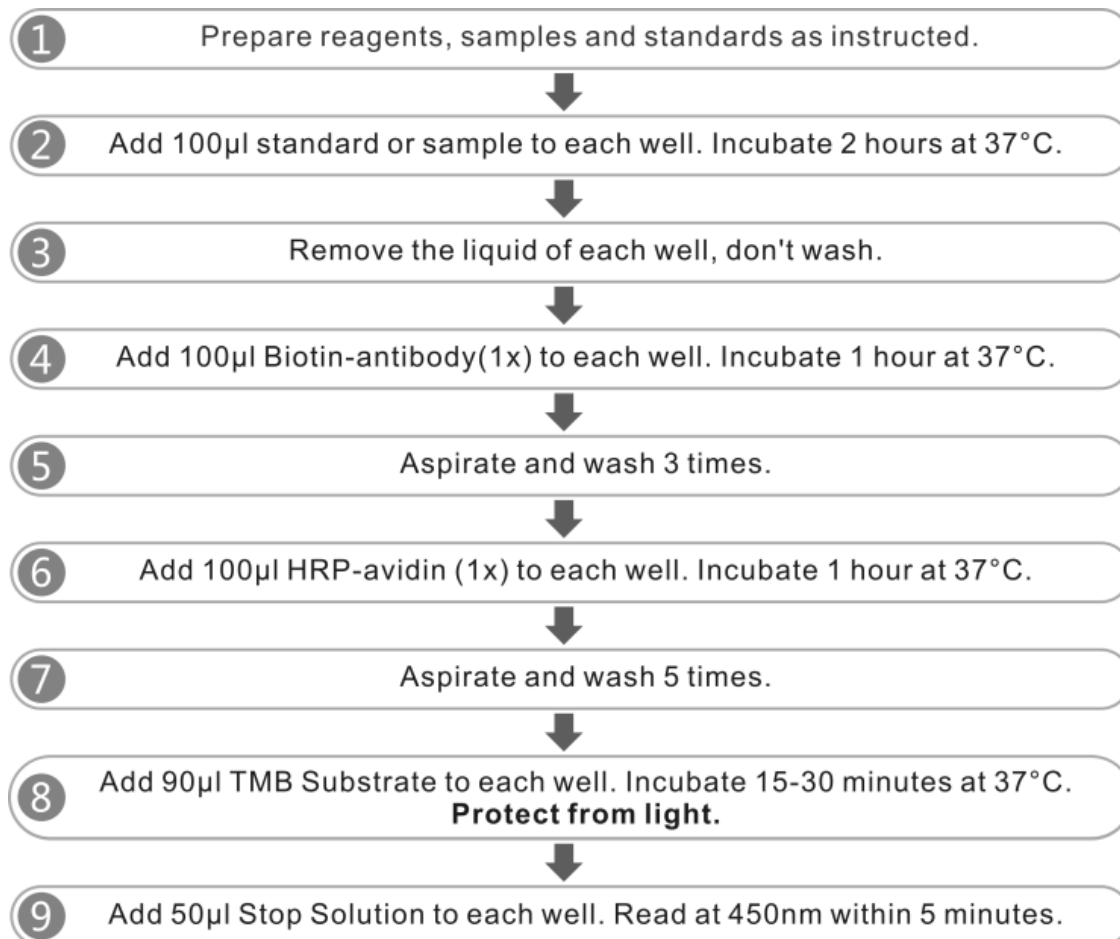 1 Prepare reagents, samples and standards as instructed.
2 Add 100μl standard or sample to each well. Incubate 2 hours at 37°C.
3 Remove the liquid of each well, don't wash.
4 Add 100μl Biotin-antibody(1x) to each well. Incubate 1 hour at 37°C.
5 Aspirate and wash 3 times.
6 Add 100μl HRP-avidin (1x) to each well. Incubate 1 hour at 37°C.
7 Aspirate and wash 5 times.
8 Add 90μl TMB Substrate to each well. Incubate 15-30 minutes at 37°C.
Protect from light.
9 Add 50μl Stop Solution to each well. Read at 450nm within 5 minutes.